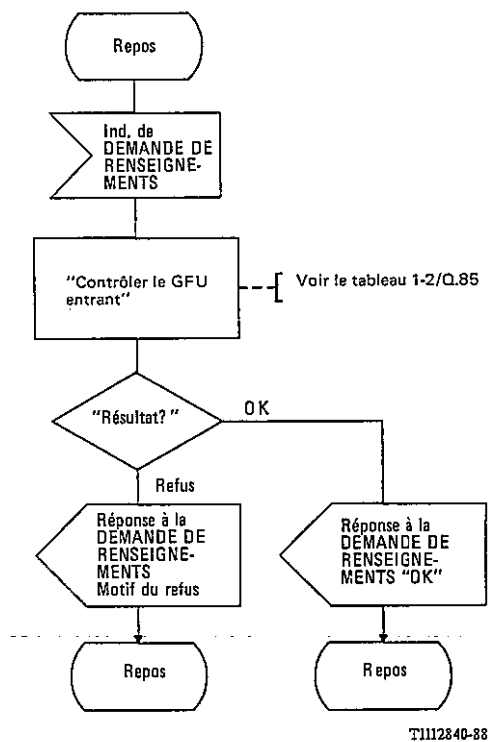 Repos
Ind. de
DEMANDE DE
RENSEIGNE-
MENTS
"Contrôler le GFU
entrant"
Voir le tableau 1-2/Q.85
"Résultat?"
OK
Refus
Réponse à la
DEMANDE DE
RENSEIGNE-
MENTS
Motif du refus
Réponse à la
DEMANDE DE
RENSEIGNE-
MENTS "OK"
Repos
Repos
T1112840-88